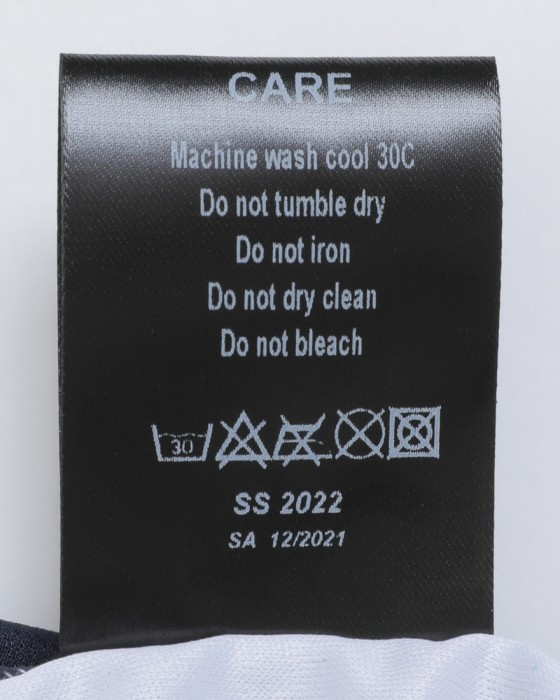 CARE
Machine wash cool 30C
Do not tumble dry
Do not iron
Do not dry clean
Do not bleach
30
SS 2022
SA 12/2021